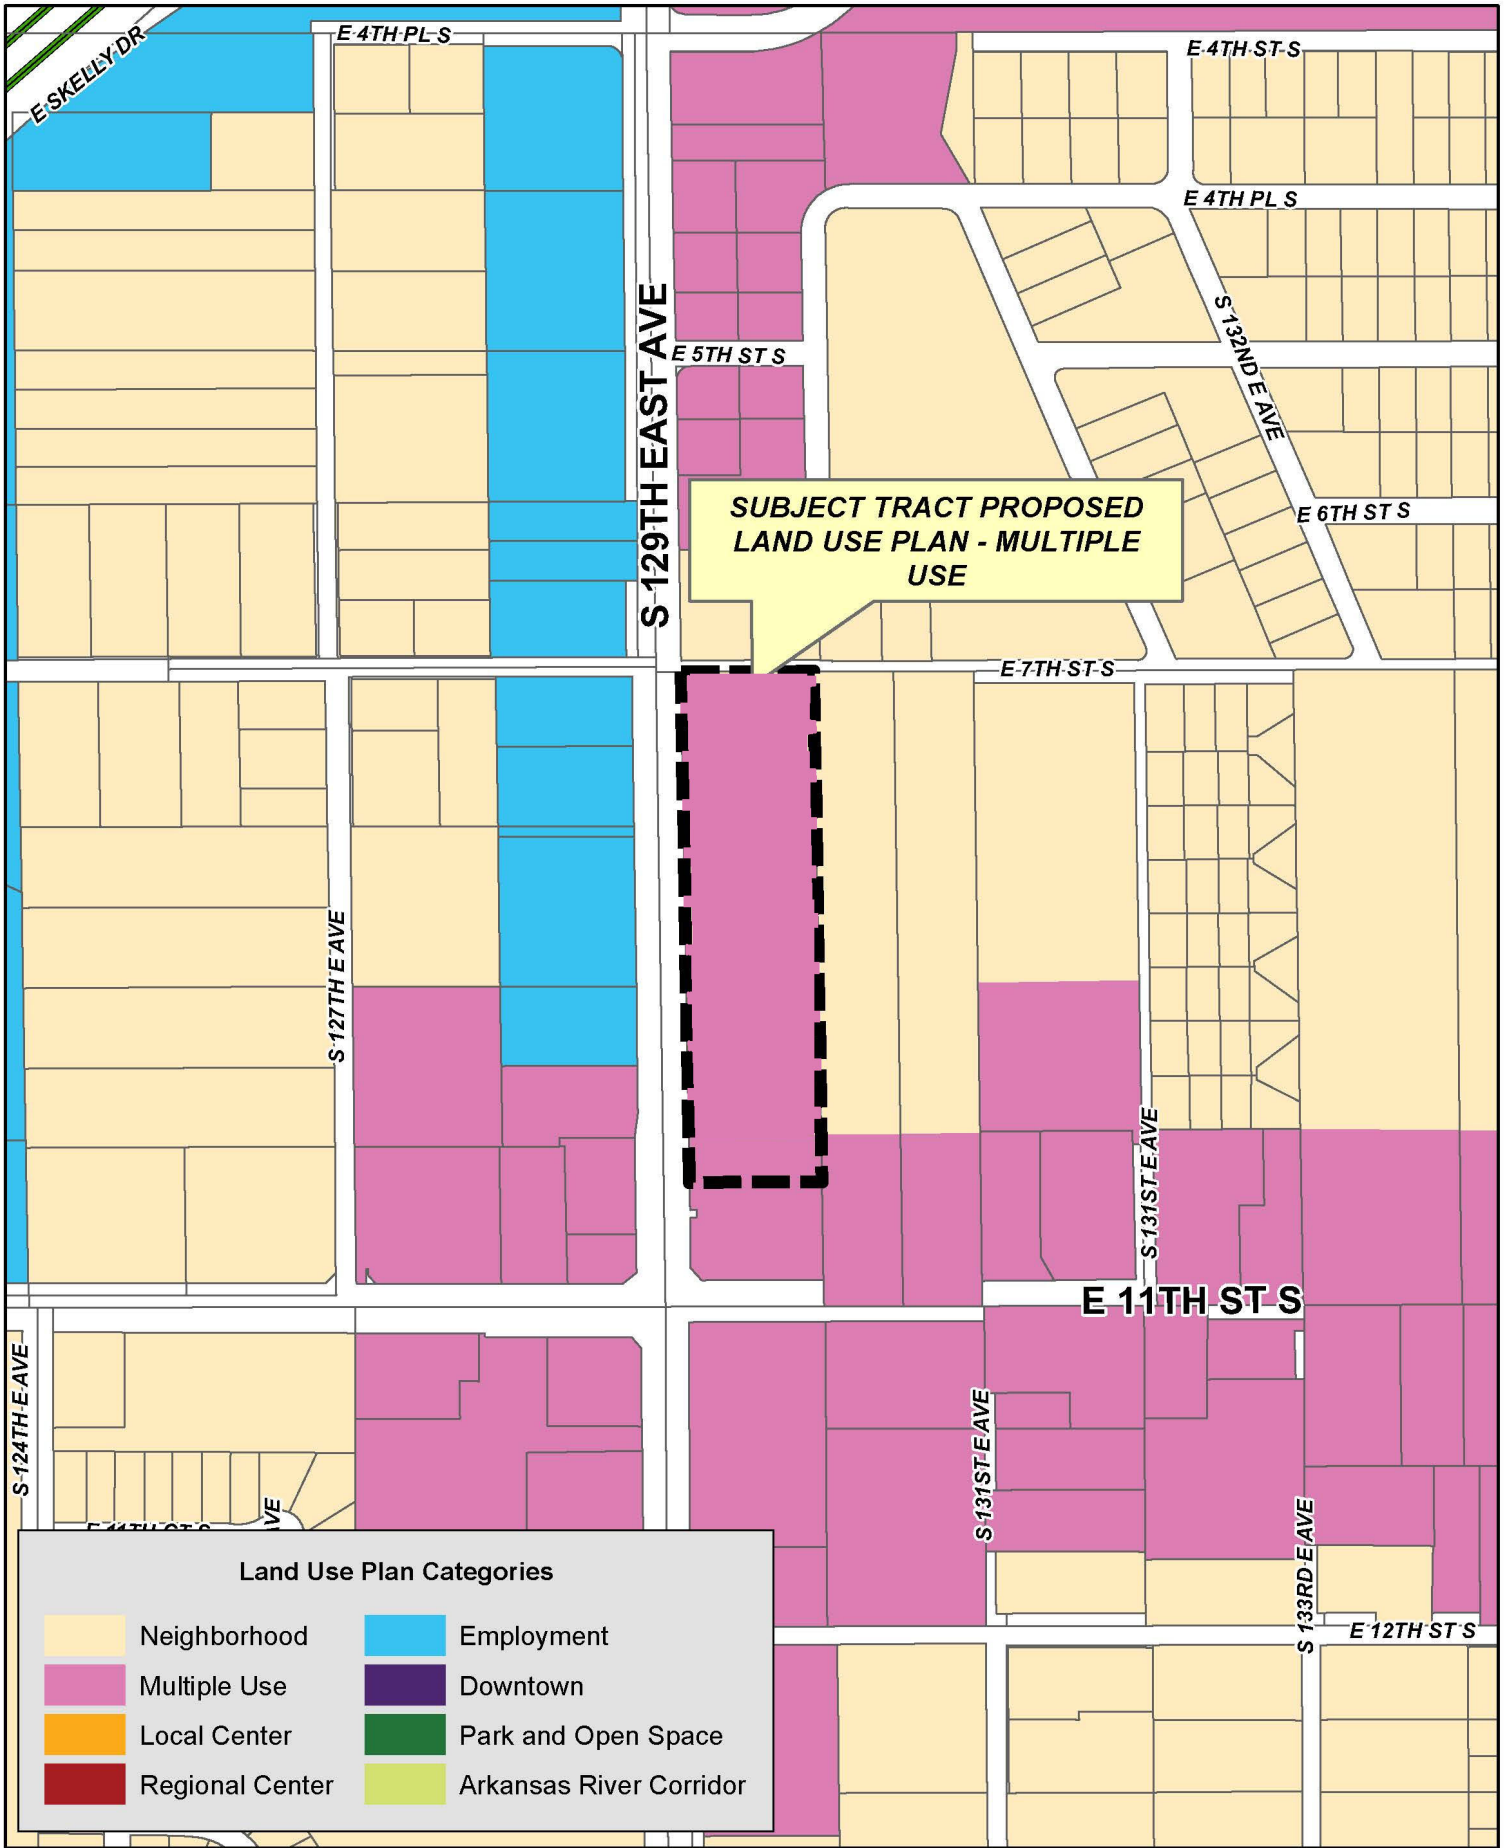 E 4TH PL S
E 4TH ST S
E SKELLY DR
E 4TH PL S
S 129TH EAST AVE
S 132ND E AVE
E 5TH ST S
SUBJECT TRACT PROPOSED
LAND USE PLAN - MULTIPLE
USE
E 6TH ST S
E 7TH ST S
S 127TH E AVE
S 131ST E AVE
E 11TH ST S
S 124TH E AVE
S 131ST E AVE
AVE
E 11TH CT S
S 133RD E AVE
E 12TH ST S
Land Use Plan Categories
Neighborhood
Employment
Multiple Use
Downtown
Local Center
Park and Open Space
Regional Center
Arkansas River Corridor